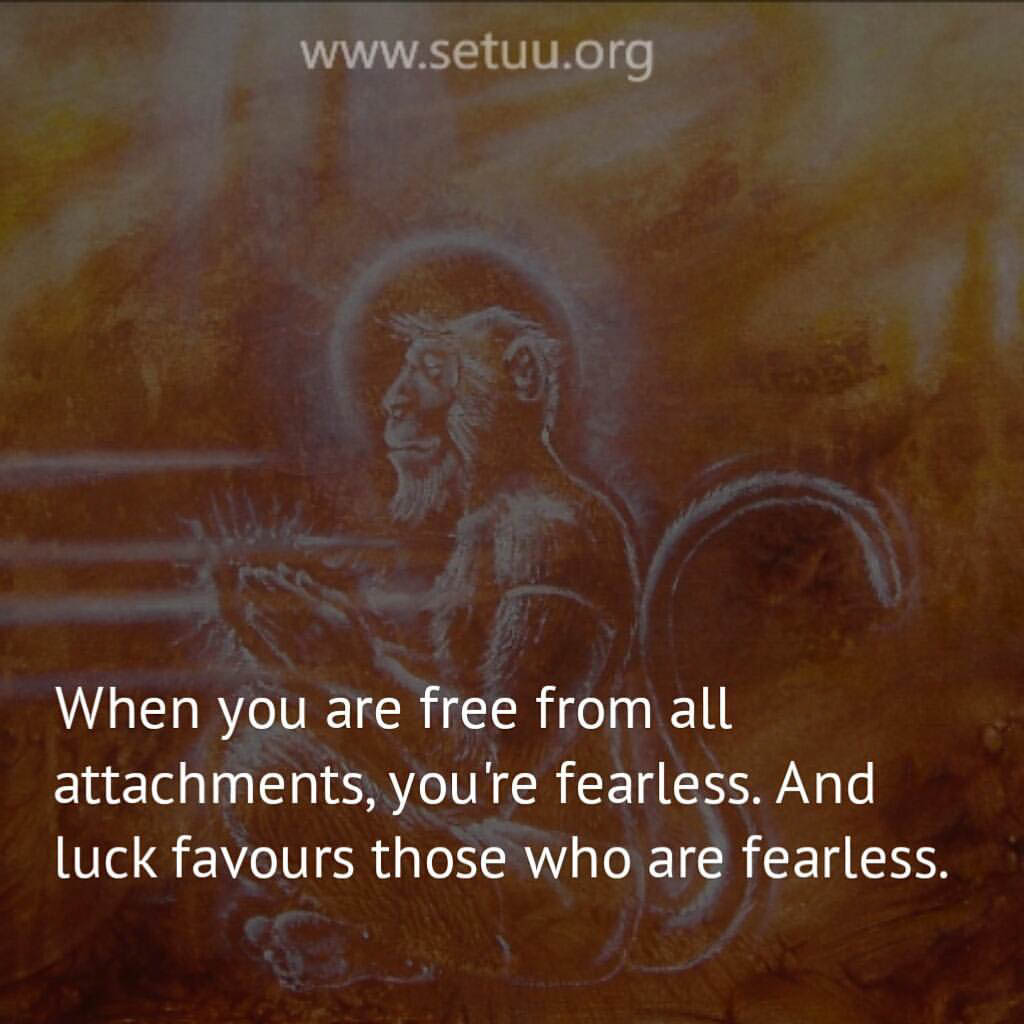 www.setuu.org
When you are free from all
attachments, you're fearless. And
luck favours those who are fearless.